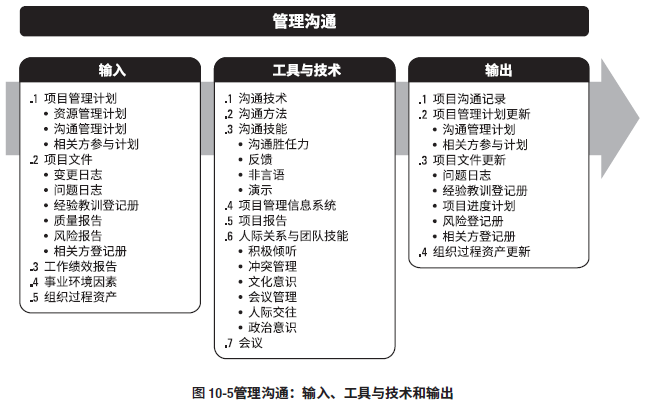 管理沟通
输入
.1 项目管理计划
• 资源管理计划
• 沟通管理计划
• 相关方参与计划
.2 项目文件
• 变更日志
• 问题日志
• 经验教训登记册
• 质量报告
• 风险报告
• 相关方登记册
.3 工作绩效报告
.4 事业环境因素
.5 组织过程资产
工具与技术
.1 沟通技术
.2 沟通方法
.3 沟通技能
• 沟通胜任力
• 反馈
• 非言语
• 演示
.4 项目管理信息系统
.5 项目报告
.6 人际关系与团队技能
• 积极倾听
• 冲突管理
• 文化意识
• 会议管理
• 人际交往
• 政治意识
.7 会议
输出
.1 项目沟通记录
.2 项目管理计划更新
• 沟通管理计划
• 相关方参与计划
.3 项目文件更新
• 问题日志
• 经验教训登记册
• 项目进度计划
• 风险登记册
• 相关方登记册
.4 组织过程资产更新
图 10-5管理沟通：输入、工具与技术和输出